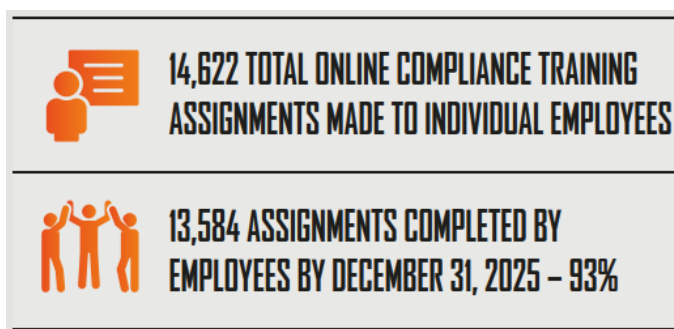 14,622 TOTAL ONLINE COMPLIANCE TRAINING
ASSIGNMENTS MADE TO INDIVIDUAL EMPLOYEES
13,584 ASSIGNMENTS COMPLETED BY
EMPLOYEES BY DECEMBER 31, 2025 – 93%